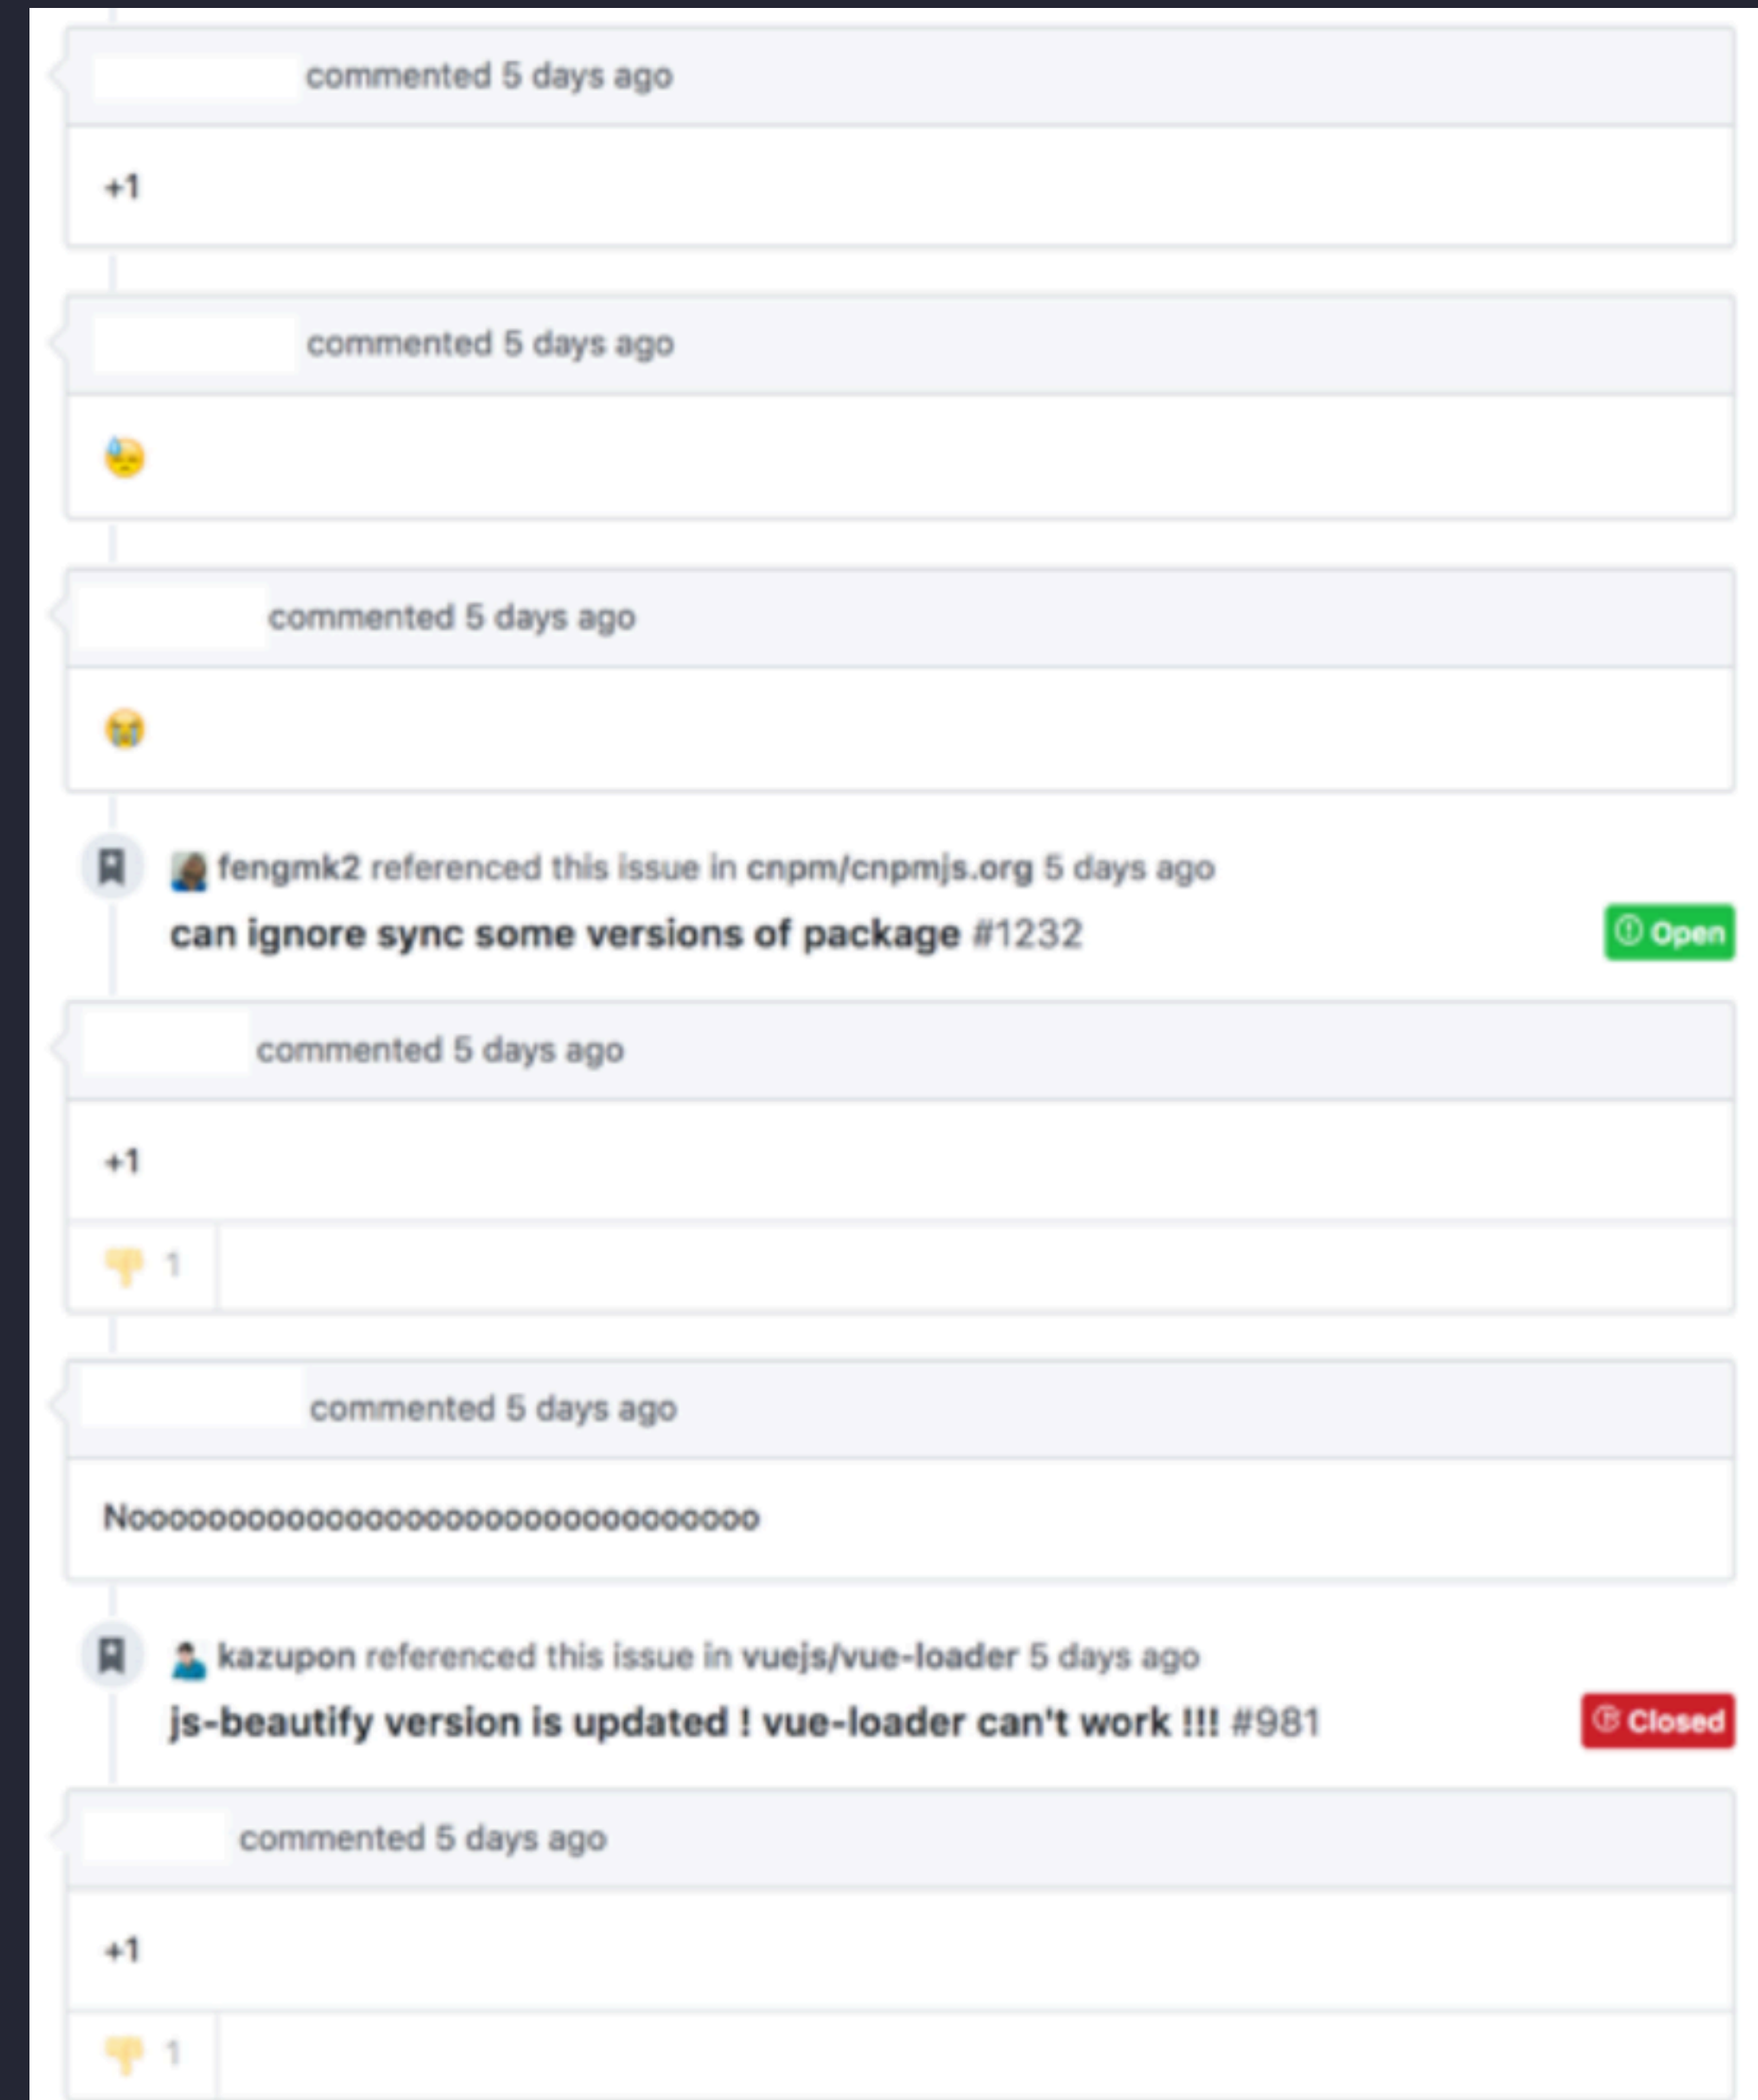 commented 5 days ago
+1
commented 5 days ago
😓
commented 5 days ago
😭
fengmk2 referenced this issue in cnpm/cnpmjs.org 5 days ago
can ignore sync some versions of package #1232
Open
commented 5 days ago
+1
👎 1
commented 5 days ago
Noooooooooooooooooooooooooooooooo
kazupon referenced this issue in vuejs/vue-loader 5 days ago
js-beautify version is updated ! vue-loader can't work !!! #981
Closed
commented 5 days ago
+1
👎 1